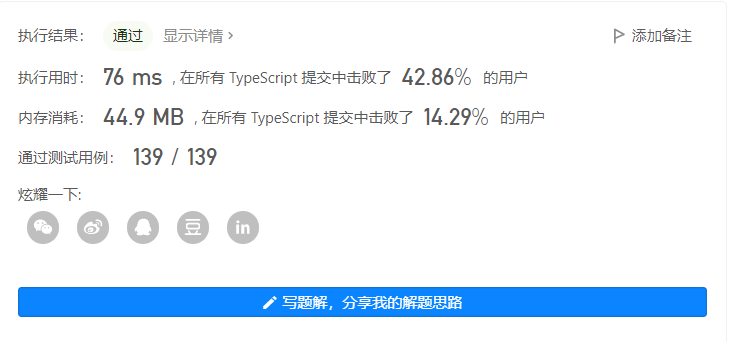 执行结果： 通过 显示详情 › 添加备注
执行用时： 76 ms , 在所有 TypeScript 提交中击败了 42.86% 的用户
内存消耗： 44.9 MB , 在所有 TypeScript 提交中击败了 14.29% 的用户
通过测试用例： 139 / 139
炫耀一下:
豆 in
写题解，分享我的解题思路